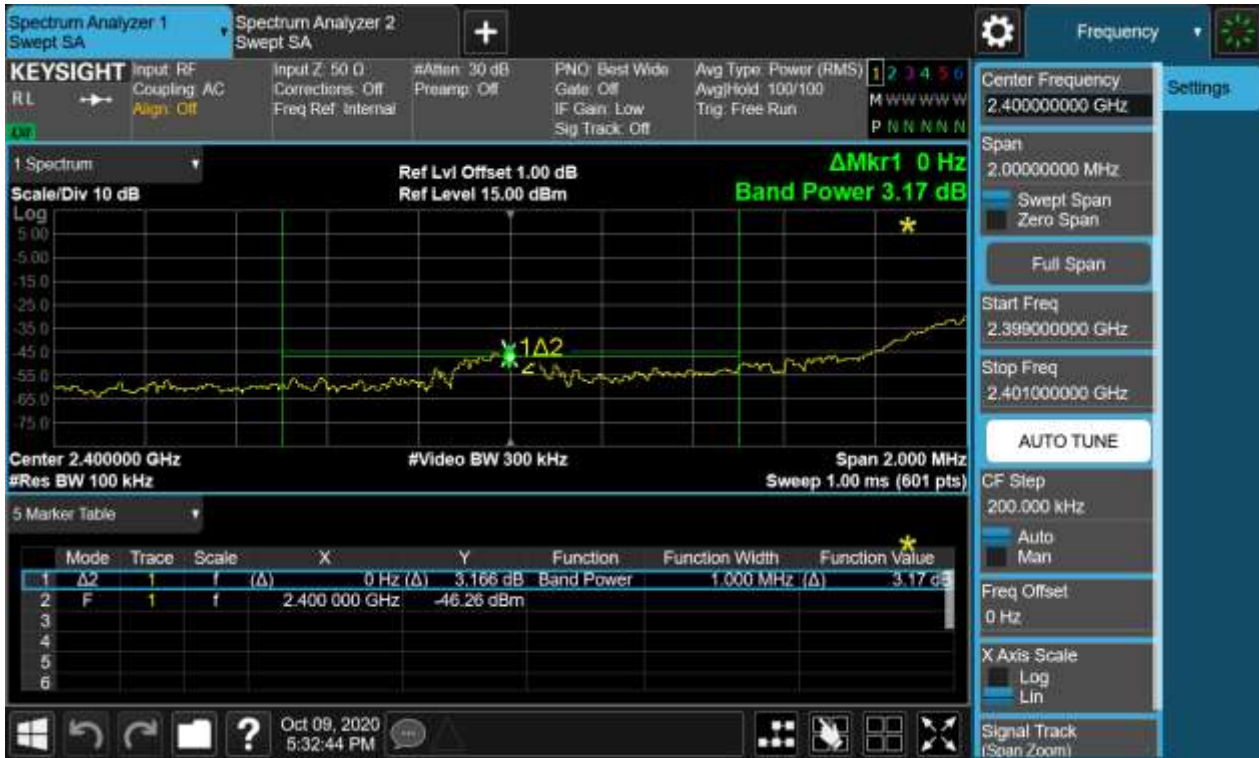 Spectrum Analyzer 1
Swept SA
Spectrum Analyzer 2
Swept SA
+
Frequency
KEYSIGHT
RL
Input: RF
Coupling: AC
Align: Off
Input Z: 50 Ω
Corrections: Off
Freq Ref: Internal
#Atten: 30 dB
Preamp: Off
PNO: Best Wide
Gate: Off
IF Gain: Low
Sig Track: Off
Avg Type: Power (RMS)
Avg|Hold: 100/100
Trig: Free Run
1 2 3 4 5 6
M W W W W W
P N N N N N
1 Spectrum
Scale/Div 10 dB
Ref Lvl Offset 1.00 dB
Ref Level 15.00 dBm
ΔMkr1 0 Hz
Band Power 3.17 dB
Log
5.00
-5.00
-15.0
-25.0
-35.0
-45.0
-55.0
-65.0
-75.0
1Δ2
2
Center 2.400000 GHz
#Res BW 100 kHz
#Video BW 300 kHz
Span 2.000 MHz
Sweep 1.00 ms (601 pts)
5 Marker Table
Mode Trace Scale X Y Function Function Width Function Value
1 Δ2 1 f (Δ) 0 Hz (Δ) 3.166 dB Band Power 1.000 MHz (Δ) 3.17 dB
2 F 1 f 2.400 000 GHz -46.26 dBm
3
4
5
6
Oct 09, 2020
5:32:44 PM
Center Frequency
2.400000000 GHz
Settings
Span
2.00000000 MHz
Swept Span
Zero Span
Full Span
Start Freq
2.399000000 GHz
Stop Freq
2.401000000 GHz
AUTO TUNE
CF Step
200.000 kHz
Auto
Man
Freq Offset
0 Hz
X Axis Scale
Log
Lin
Signal Track
(Span Zoom)